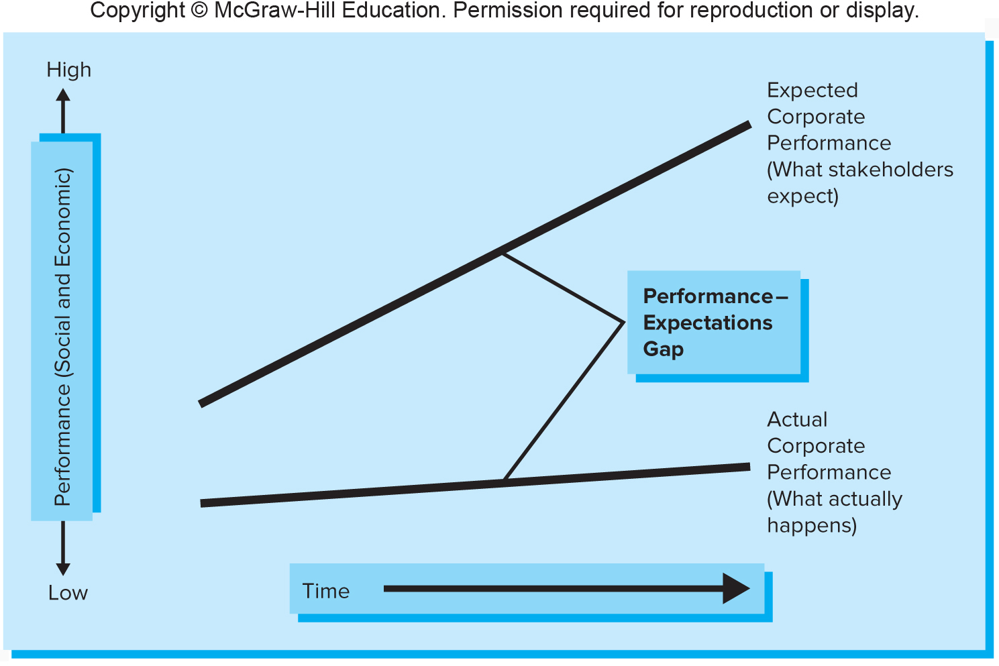 Copyright © McGraw-Hill Education. Permission required for reproduction or display.
High
Performance (Social and Economic)
Low
Expected
Corporate
Performance
(What stakeholders
expect)
Performance–
Expectations
Gap
Actual
Corporate
Performance
(What actually
happens)
Time